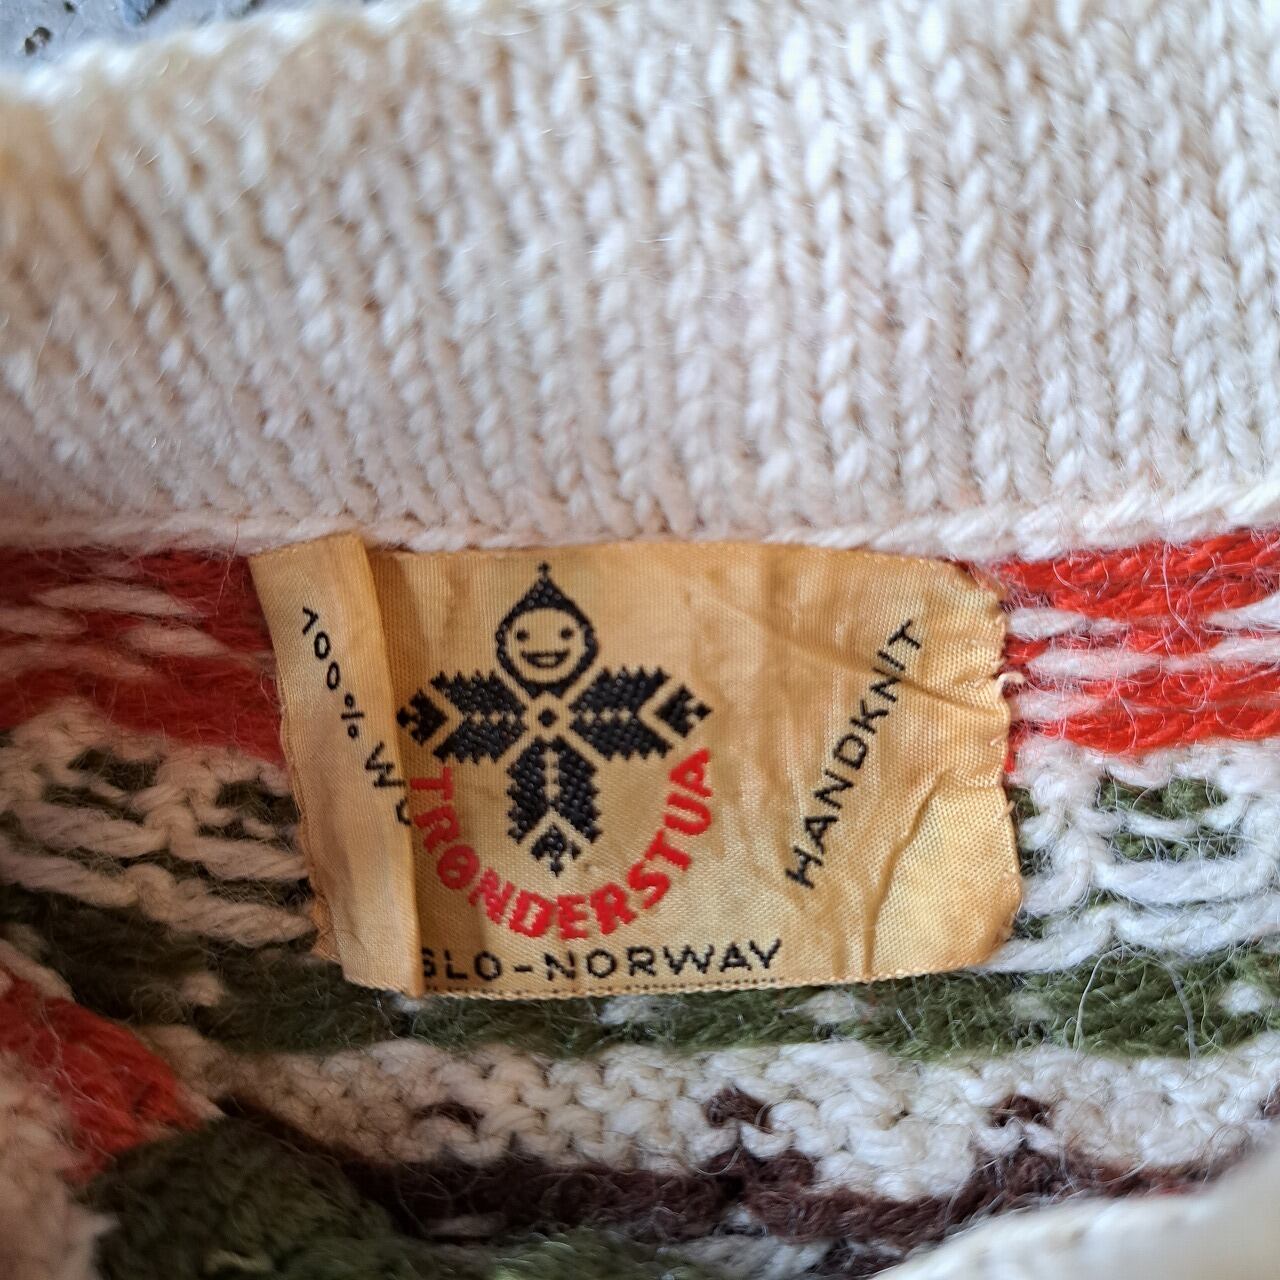 100% WO
TRØNDERSTUA
SLO-NORWAY
HANDKNIT